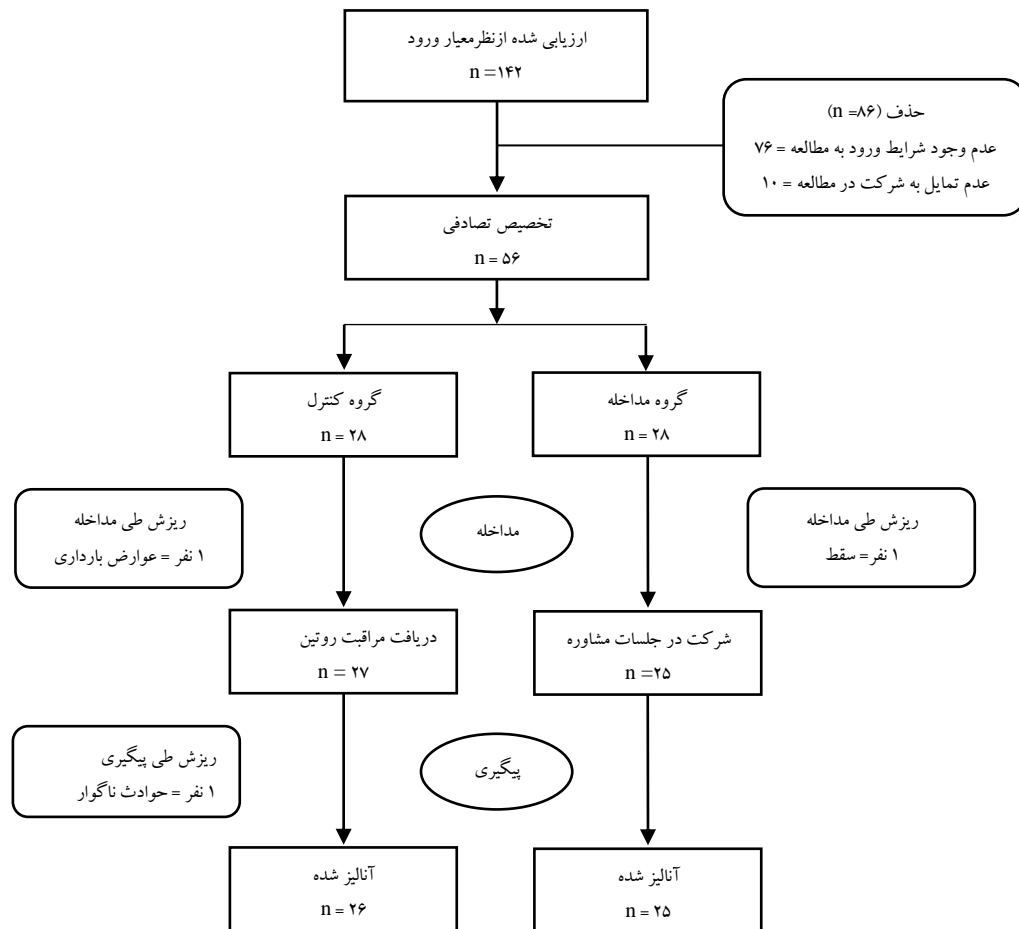 ارزیابی شده ازنظرمعیار ورود
n =۱۴۲
حذف (n =۸۶)
عدم وجود شرایط ورود به مطالعه = ۷۶
عدم تمایل به شرکت در مطالعه = ۱۰
تخصیص تصادفی
n = ۵۶
گروه مداخله
n = ۲۸
گروه کنترل
n = ۲۸
ریزش طی مداخله
۱ نفر= سقط
مداخله
ریزش طی مداخله
۱ نفر = عوارض بارداری
شرکت در جلسات مشاوره
n =۲۵
دریافت مراقبت روتین
n = ۲۷
پیگیری
ریزش طی پیگیری
۱ نفر = حوادث ناگوار
آنالیز شده
n = ۲۵
آنالیز شده
n = ۲۶